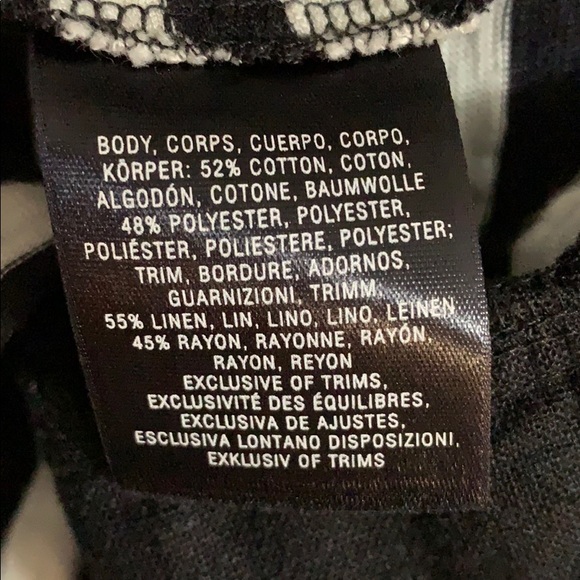 BODY, CORPS, CUERPO, CORPO,
KÖRPER: 52% COTTON, COTON,
ALGODÓN, COTONE, BAUMWOLLE
48% POLYESTER, POLYESTER,
POLIÉSTER, POLIESTERE, POLYESTER;
TRIM, BORDURE, ADORNOS,
GUARNIZIONI, TRIMM
55% LINEN, LIN, LINO, LINO, LEINEN
45% RAYON, RAYONNE, RAYÓN,
RAYON, REYON
EXCLUSIVE OF TRIMS,
EXCLUSIVITÉ DES ÉQUILIBRES,
EXCLUSIVA DE AJUSTES,
ESCLUSIVA LONTANO DISPOSIZIONI,
EXKLUSIV OF TRIMS